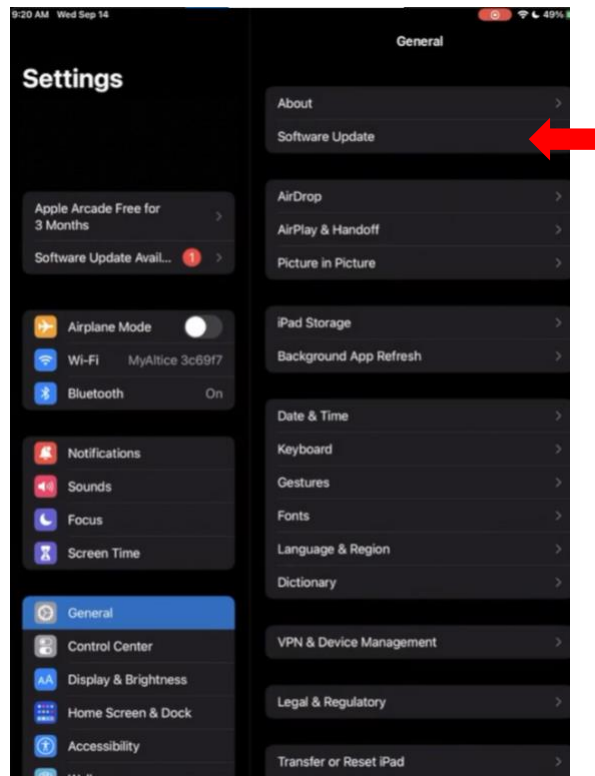 9:20 AM Wed Sep 14
49%
Settings
Apple Arcade Free for
3 Months
Software Update Avail... 1
Airplane Mode
Wi-Fi MyAltice 3c69f7
Bluetooth On
Notifications
Sounds
Focus
Screen Time
General
Control Center
AA Display & Brightness
Home Screen & Dock
Accessibility
General
About
Software Update
AirDrop
AirPlay & Handoff
Picture in Picture
iPad Storage
Background App Refresh
Date & Time
Keyboard
Gestures
Fonts
Language & Region
Dictionary
VPN & Device Management
Legal & Regulatory
Transfer or Reset iPad